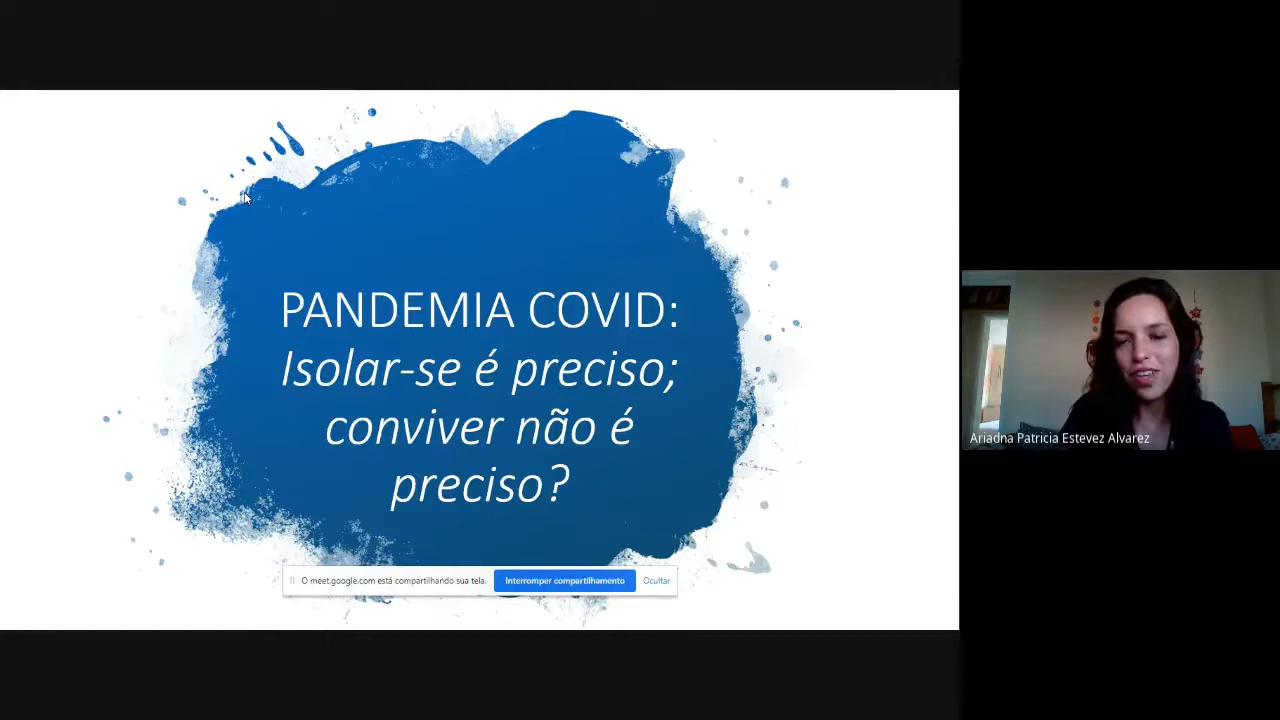 PANDEMIA COVID:
Isolar-se é preciso;
conviver não é
preciso?
O meet.google.com está compartilhando sua tela.
Interromper compartilhamento
Ocultar
Ariadna Patricia Estevez Alvarez